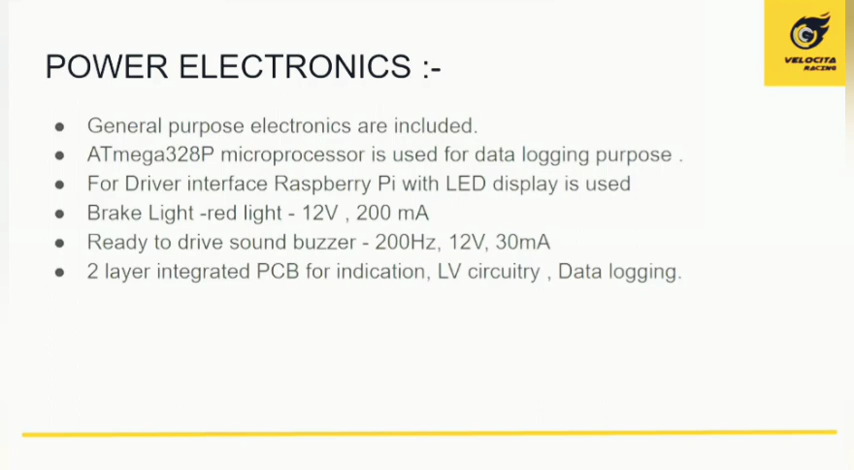 POWER ELECTRONICS :-
VELOCITA
RACING
● General purpose electronics are included.
● ATmega328P microprocessor is used for data logging purpose .
● For Driver interface Raspberry Pi with LED display is used
● Brake Light -red light - 12V , 200 mA
● Ready to drive sound buzzer - 200Hz, 12V, 30mA
● 2 layer integrated PCB for indication, LV circuitry , Data logging.